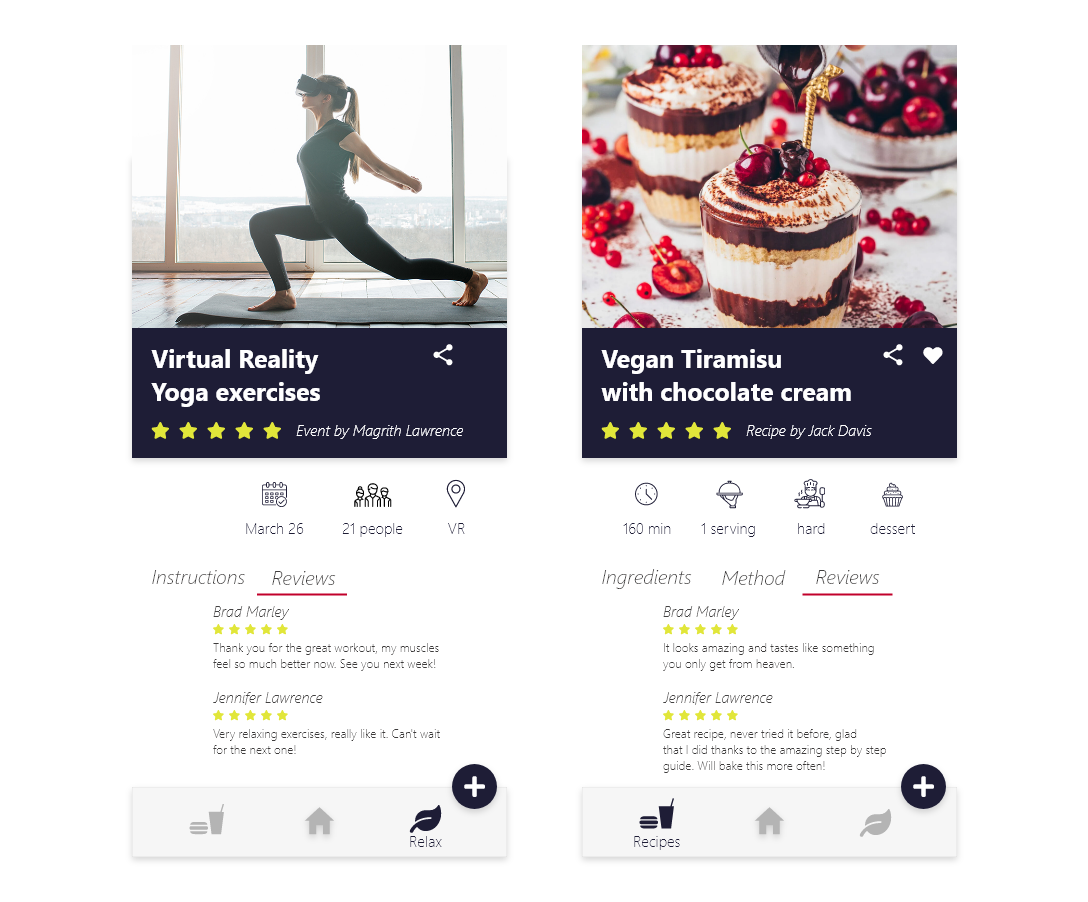 Virtual Reality
Yoga exercises
Event by Magrith Lawrence
March 26
21 people
VR
Instructions
Reviews
Brad Marley
Thank you for the great workout, my muscles
feel so much better now. See you next week!
Jennifer Lawrence
Very relaxing exercises, really like it. Can't wait
for the next one!
Relax
Vegan Tiramisu
with chocolate cream
Recipe by Jack Davis
160 min
1 serving
hard
dessert
Ingredients
Method
Reviews
Brad Marley
It looks amazing and tastes like something
you only get from heaven.
Jennifer Lawrence
Great recipe, never tried it before, glad
that I did thanks to the amazing step by step
guide. Will bake this more often!
Recipes